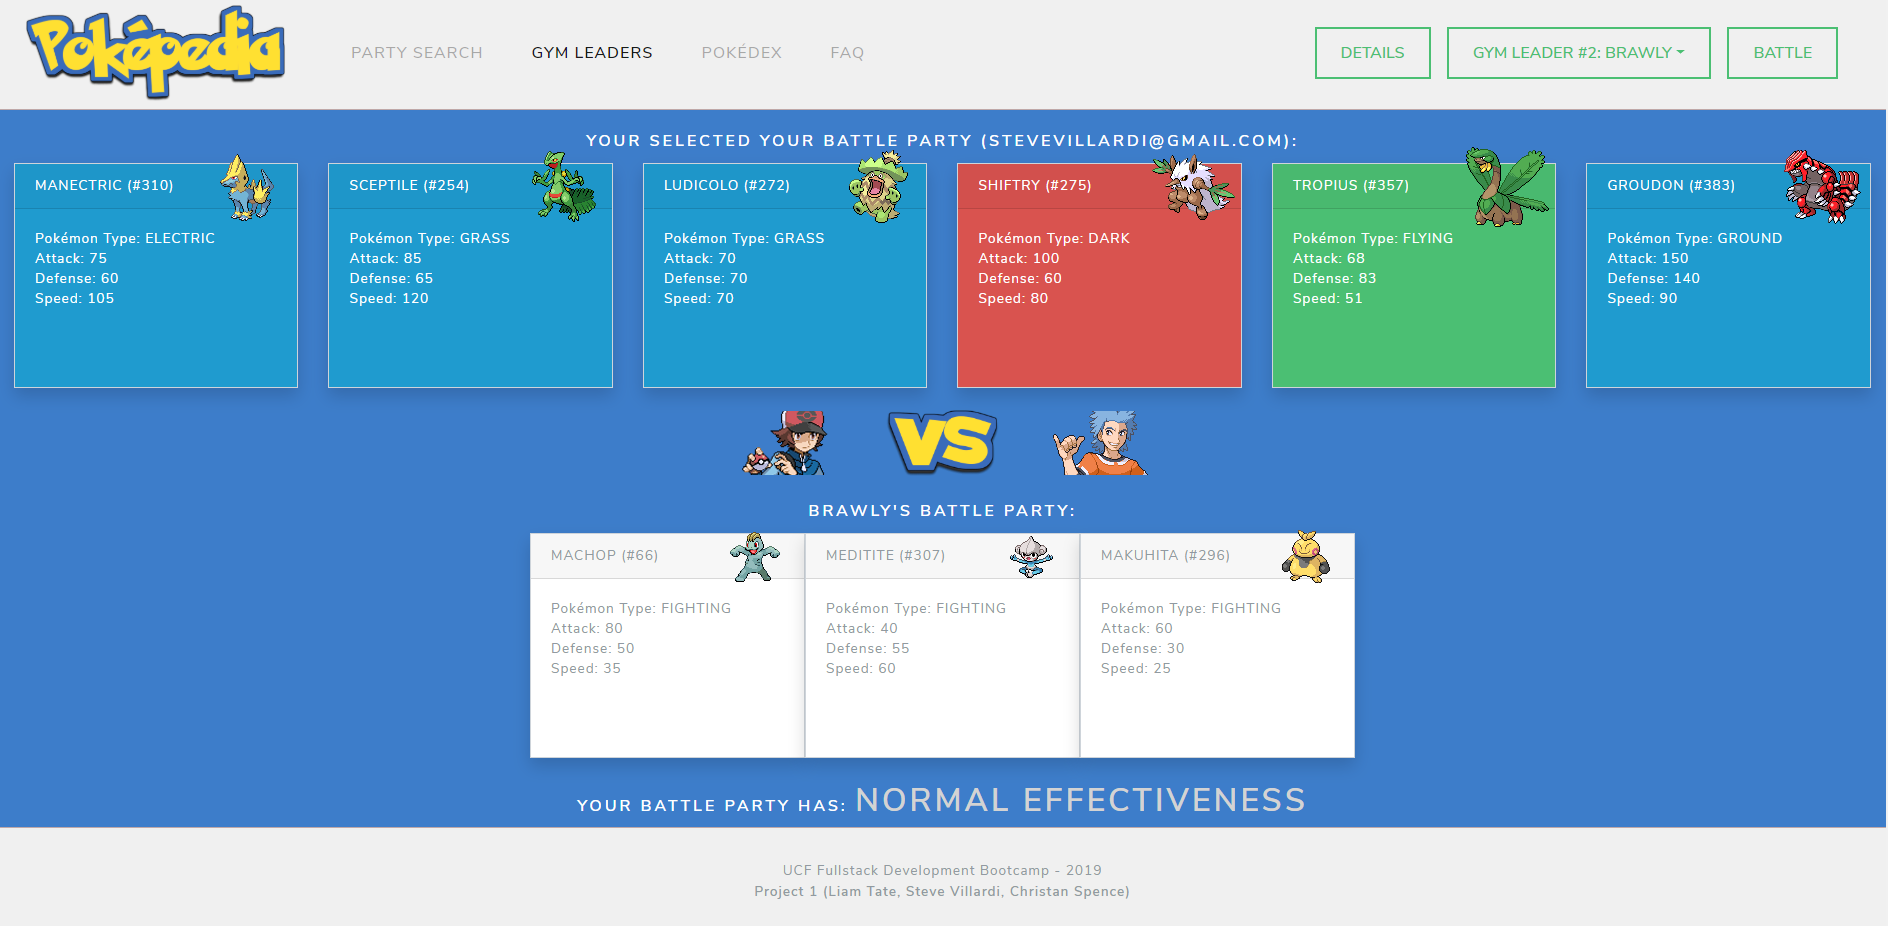 Poképedia
PARTY SEARCH
GYM LEADERS
POKÉDEX
FAQ
DETAILS
GYM LEADER #2: BRAWLY
BATTLE
YOUR SELECTED YOUR BATTLE PARTY (STEVEVILLARDI@GMAIL.COM):
MANECTRIC (#310)
Pokémon Type: ELECTRIC
Attack: 75
Defense: 60
Speed: 105
SCEPTILE (#254)
Pokémon Type: GRASS
Attack: 85
Defense: 65
Speed: 120
LUDICOLO (#272)
Pokémon Type: GRASS
Attack: 70
Defense: 70
Speed: 70
SHIFTRY (#275)
Pokémon Type: DARK
Attack: 100
Defense: 60
Speed: 80
TROPIUS (#357)
Pokémon Type: FLYING
Attack: 68
Defense: 83
Speed: 51
GROUDON (#383)
Pokémon Type: GROUND
Attack: 150
Defense: 140
Speed: 90
VS
BRAWLY'S BATTLE PARTY:
MACHOP (#66)
Pokémon Type: FIGHTING
Attack: 80
Defense: 50
Speed: 35
MEDITITE (#307)
Pokémon Type: FIGHTING
Attack: 40
Defense: 55
Speed: 60
MAKUHITA (#296)
Pokémon Type: FIGHTING
Attack: 60
Defense: 30
Speed: 25
YOUR BATTLE PARTY HAS: NORMAL EFFECTIVENESS
UCF Fullstack Development Bootcamp - 2019
Project 1 (Liam Tate, Steve Villardi, Christan Spence)